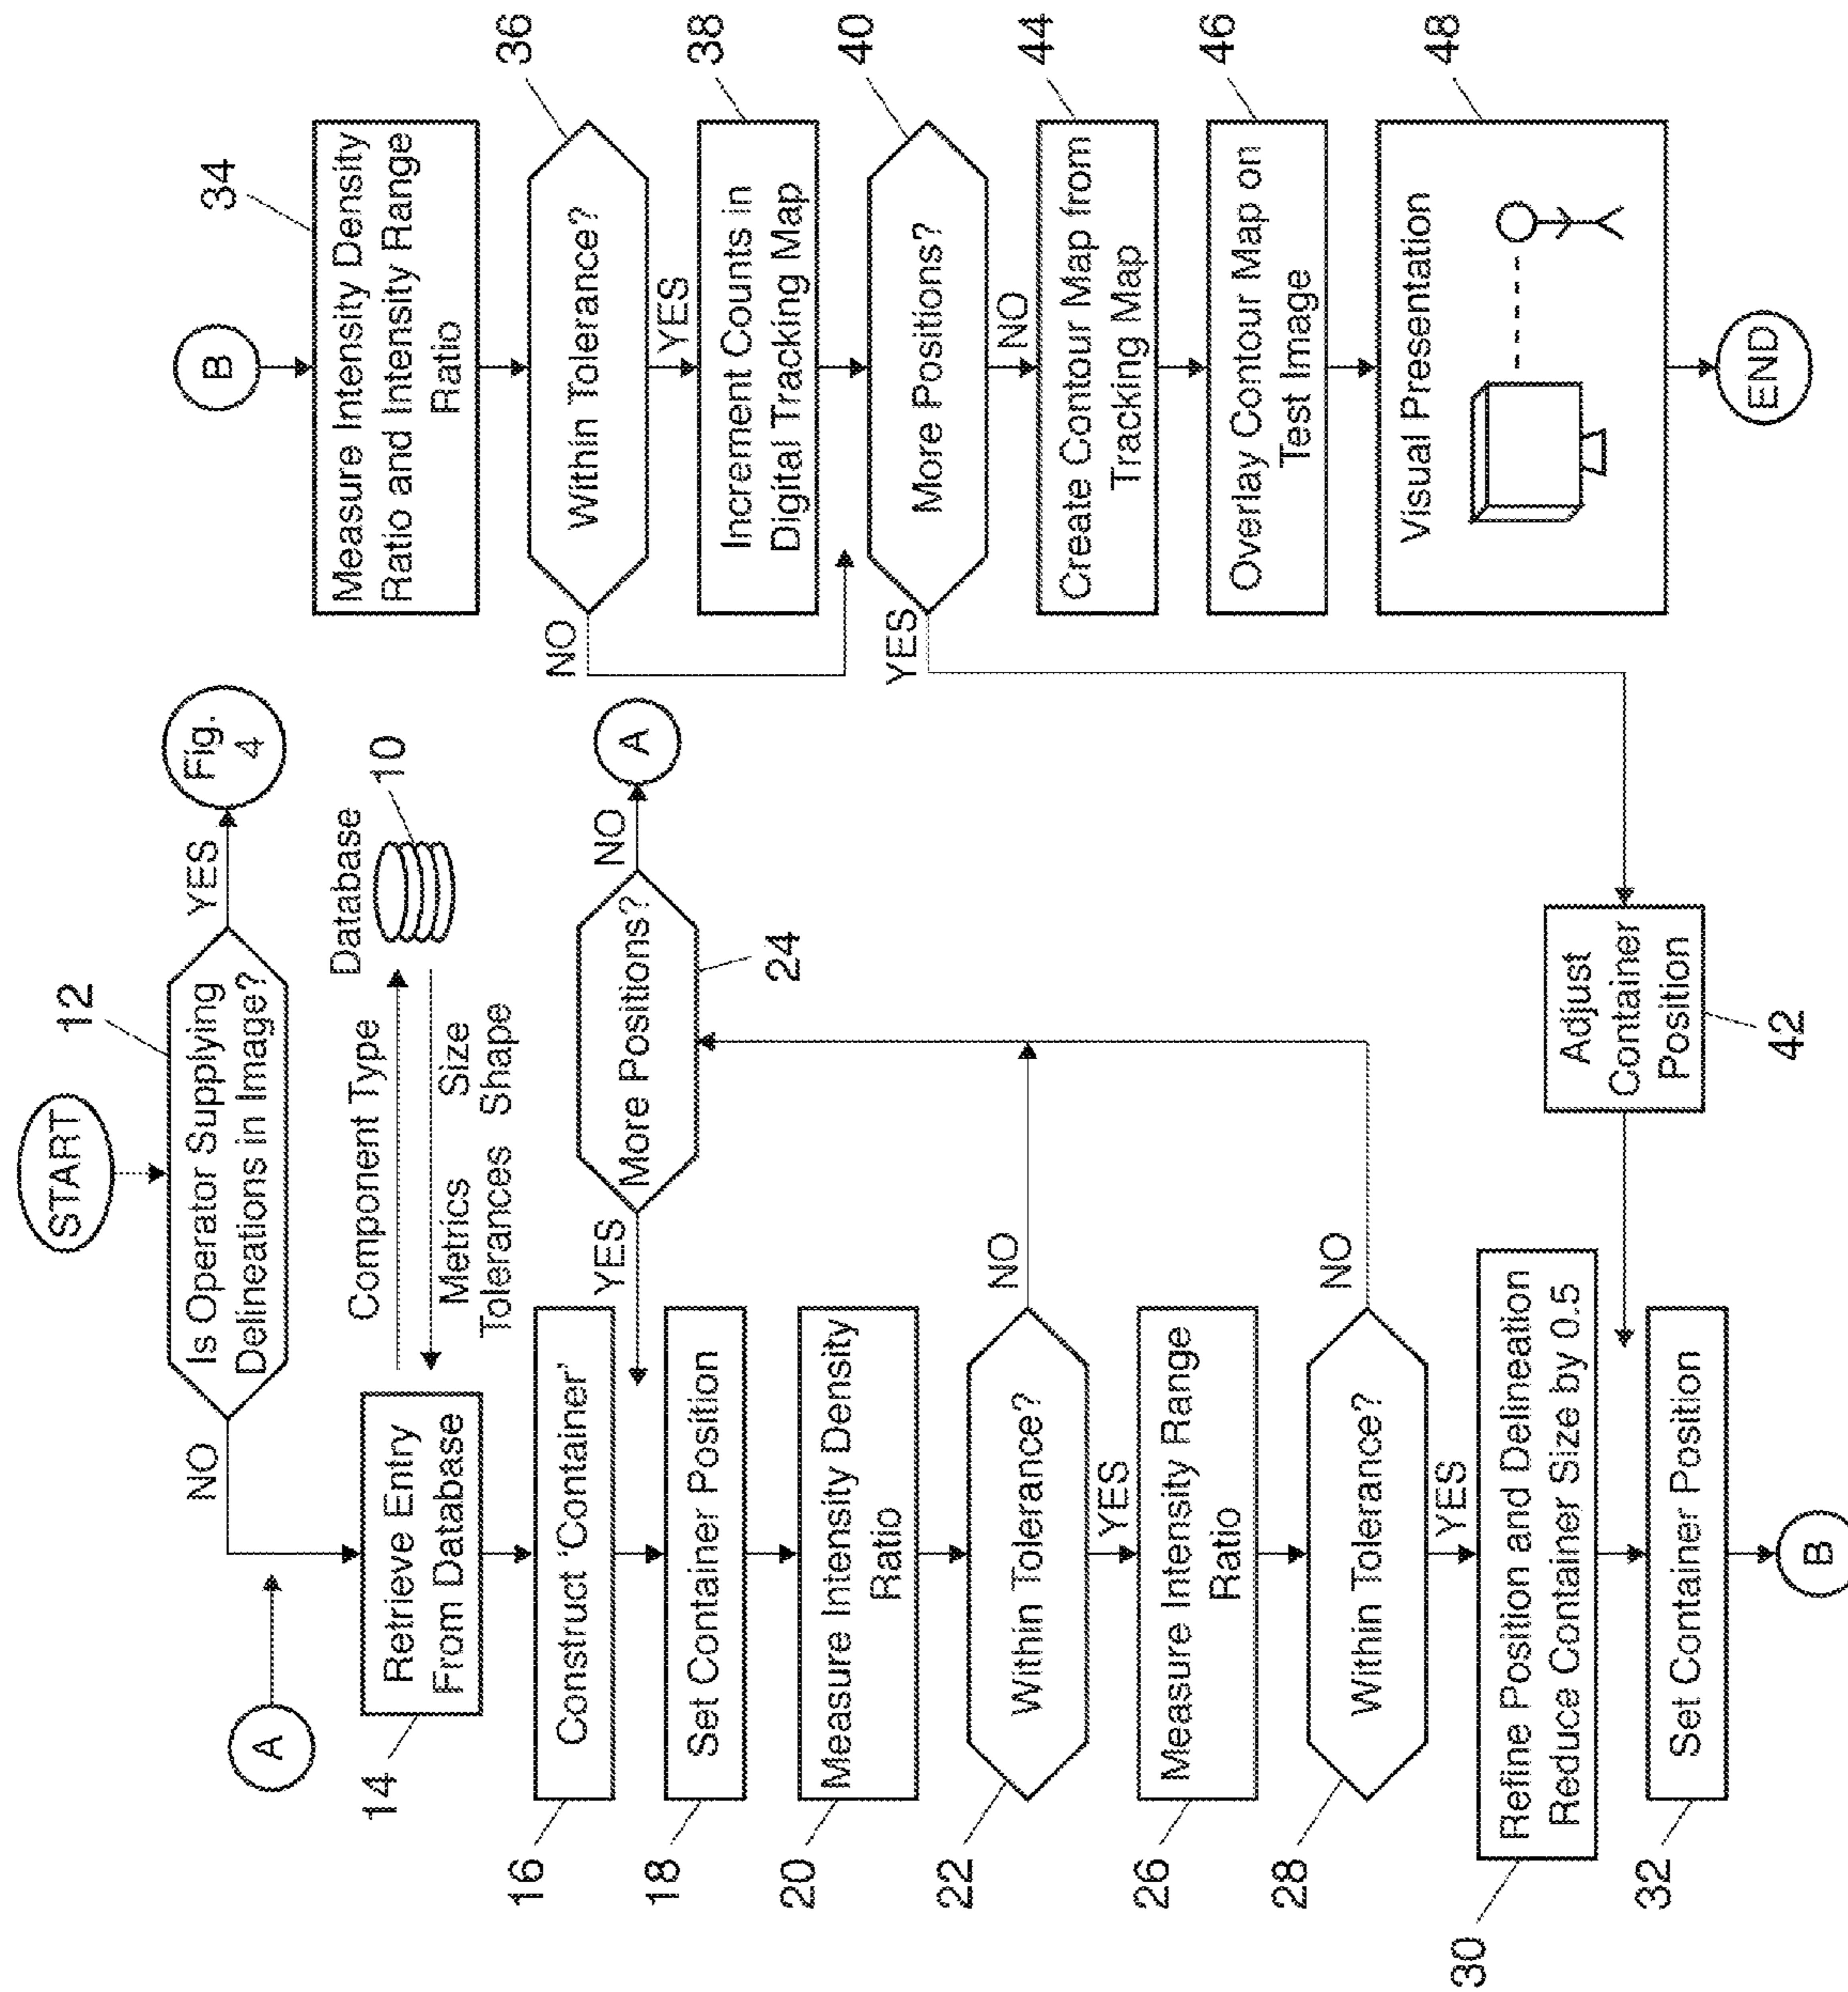 START
12
Is Operator Supplying
Delineations in Image?
YES
Fig.
4
NO
A
14
Retrieve Entry
From Database
Component Type
Database
10
Metrics Size
Tolerances Shape
16
Construct 'Container'
YES
More Positions?
NO
A
24
18
Set Container Position
20
Measure Intensity Density
Ratio
22
Within Tolerance?
NO
YES
26
Measure Intensity Range
Ratio
28
Within Tolerance?
NO
YES
30
Refine Position and Delineation
Reduce Container Size by 0.5
Adjust
Container
Position
42
32
Set Container Position
B
B
34
Measure Intensity Density
Ratio and Intensity Range
Ratio
36
Within Tolerance?
NO
YES
38
Increment Counts in
Digital Tracking Map
40
More Positions?
YES
NO
44
Create Contour Map from
Tracking Map
46
Overlay Contour Map on
Test Image
48
Visual Presentation
END